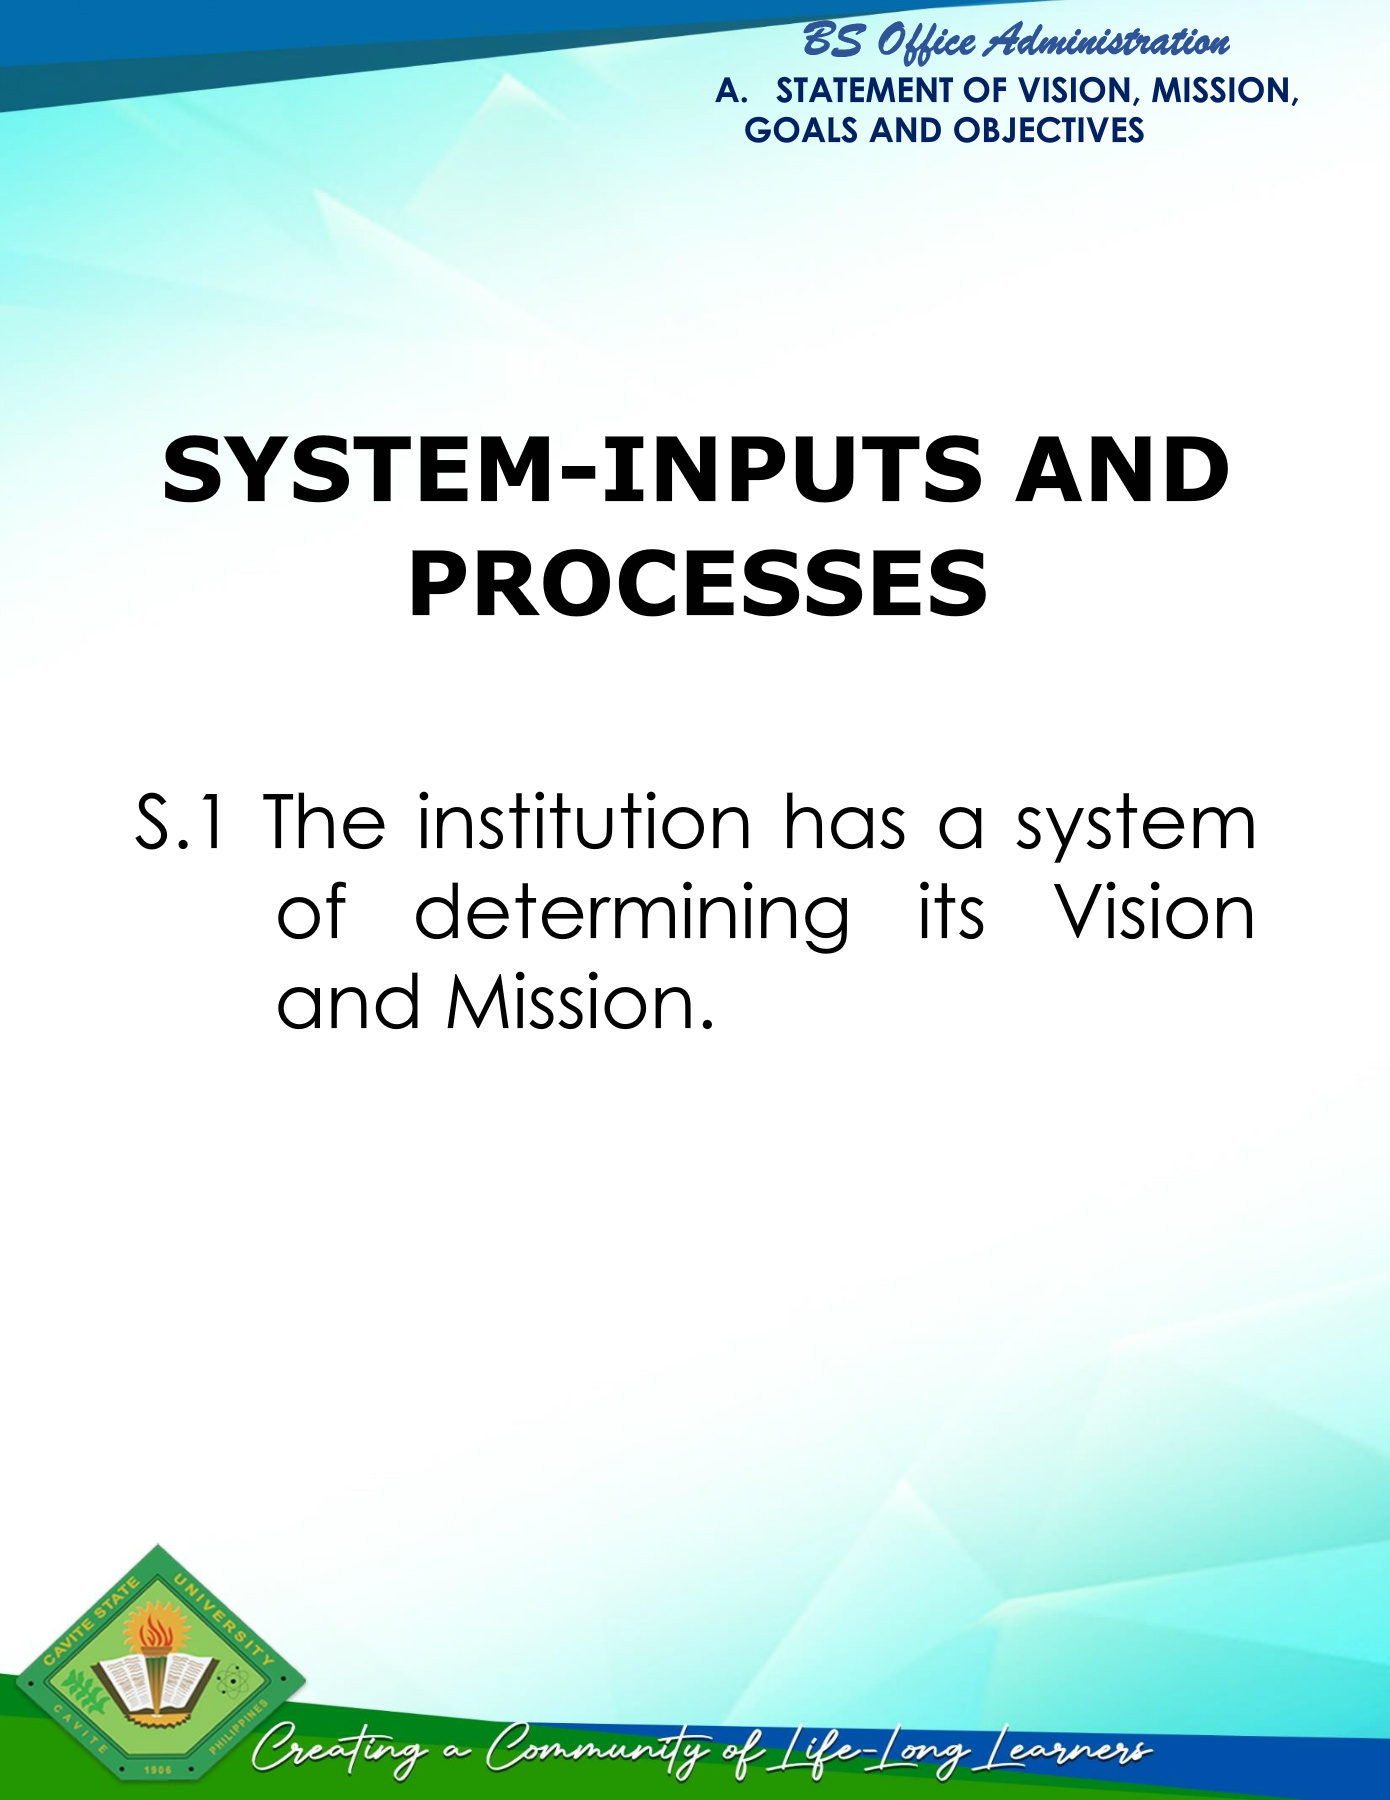 BS Office Administration
A. STATEMENT OF VISION, MISSION,
GOALS AND OBJECTIVES
SYSTEM-INPUTS AND
PROCESSES
S.1 The institution has a system
of determining its Vision
and Mission.
CAVITE STATE UNIVERSITY
CAVITE PHILIPPINES
1906
Creating a Community of Life-Long Learners